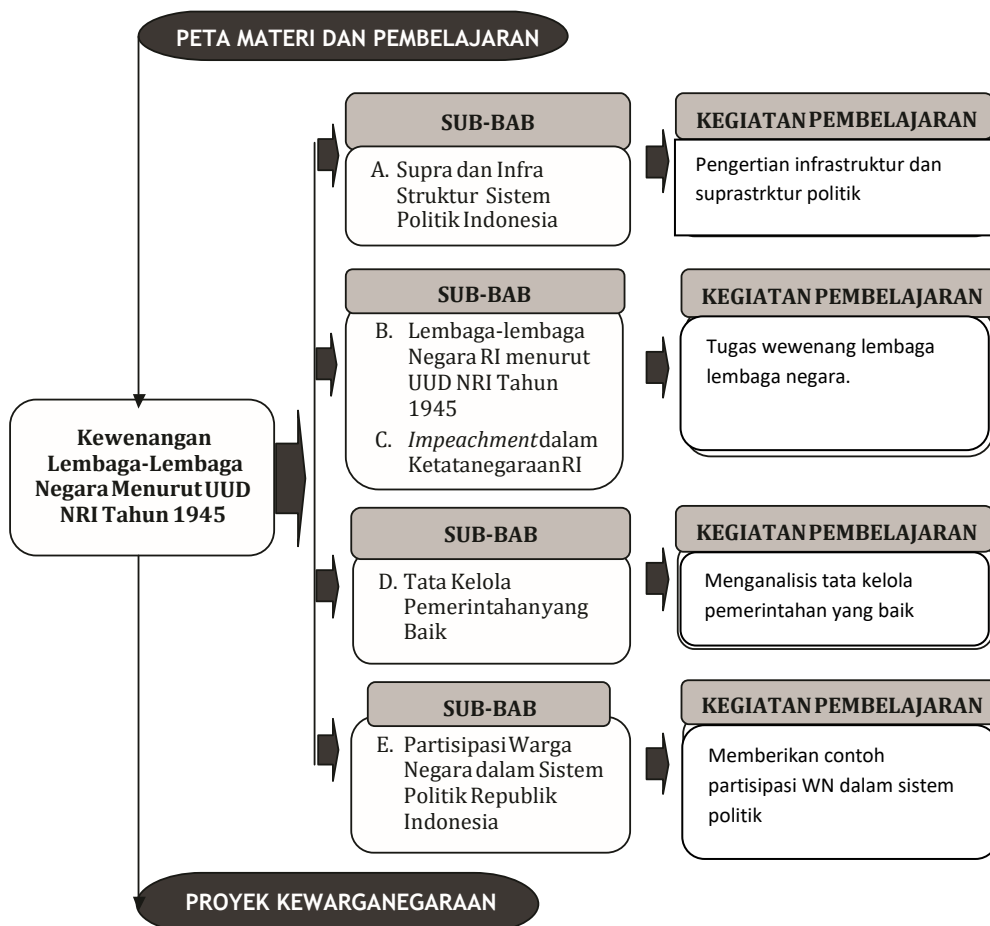 PETA MATERI DAN PEMBELAJARAN
SUB-BAB
A. Supra dan Infra
Struktur Sistem
Politik Indonesia
KEGIATAN PEMBELAJARAN
Pengertian infrastruktur dan
suprastrktur politik
Kewenangan
Lembaga-Lembaga
Negara Menurut UUD
NRI Tahun 1945
SUB-BAB
B. Lembaga-lembaga
Negara RI menurut
UUD NRI Tahun
1945
C. Impeachment dalam
Ketatanegaraan RI
KEGIATAN PEMBELAJARAN
Tugas wewenang lembaga
lembaga negara.
SUB-BAB
D. Tata Kelola
Pemerintahan yang
Baik
KEGIATAN PEMBELAJARAN
Menganalisis tata kelola
pemerintahan yang baik
SUB-BAB
E. Partisipasi Warga
Negara dalam Sistem
Politik Republik
Indonesia
KEGIATAN PEMBELAJARAN
Memberikan contoh
partisipasi WN dalam sistem
politik
PROYEK KEWARGANEGARAAN